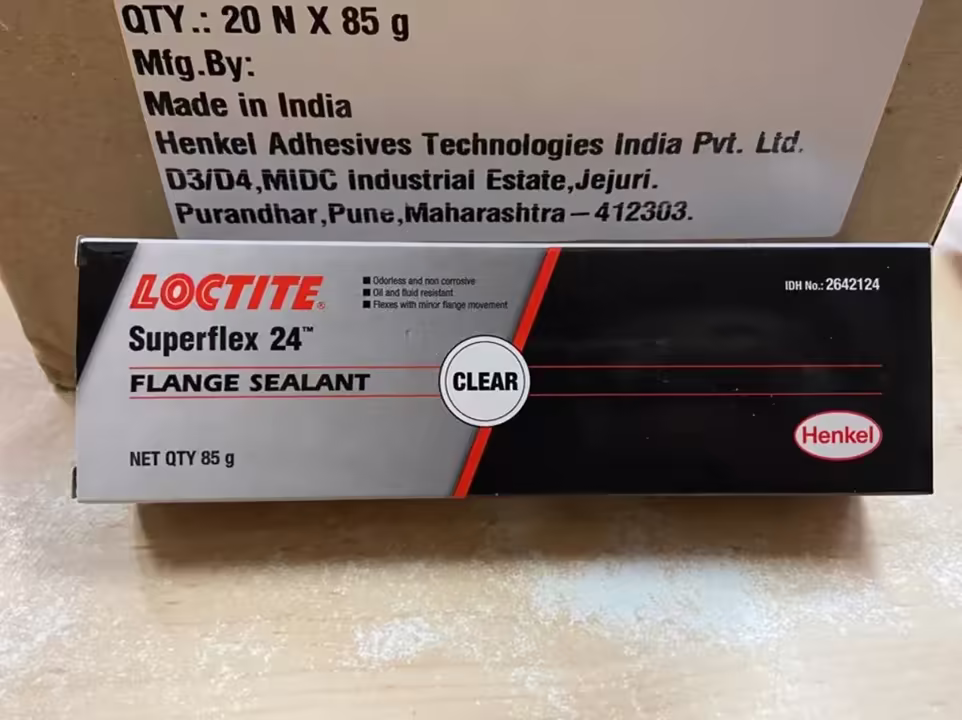 QTY.: 20 N X 85 g
Mfg.By:
Made in India
Henkel Adhesives Technologies India Pvt. Ltd.
D3/D4,MIDC Industrial Estate,Jejuri.
Purandhar,Pune,Maharashtra – 412303.
LOCTITE®
Superflex 24™
FLANGE SEALANT
NET QTY 85 g
■ Odorless and non corrosive
■ Oil and fluid resistant
■ Flexes with minor flange movement
CLEAR
IDH No.: 2642124
Henkel